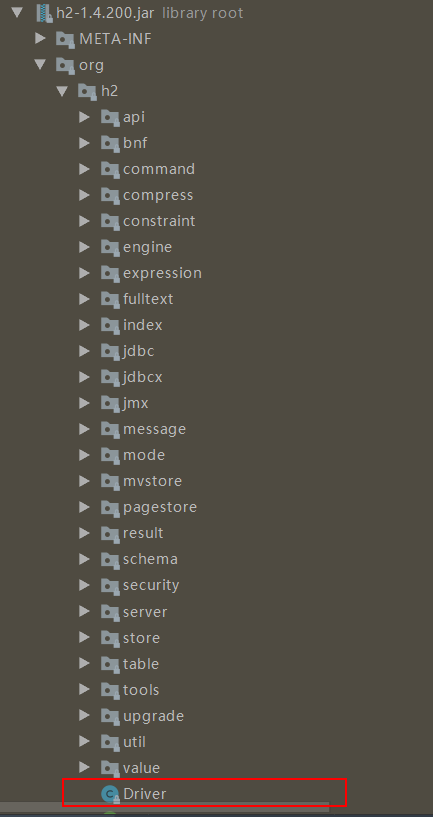 h2-1.4.200.jar library root
META-INF
org
h2
api
bnf
command
compress
constraint
engine
expression
fulltext
index
jdbc
jdbcx
jmx
message
mode
mvstore
pagestore
result
schema
security
server
store
table
tools
upgrade
util
value
C Driver